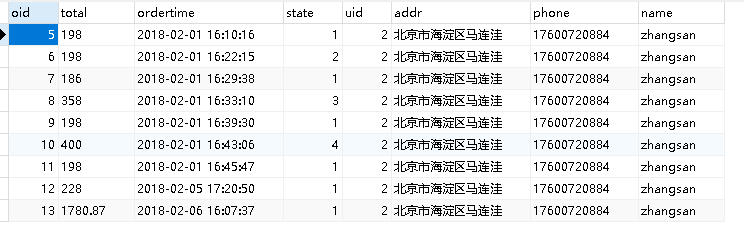 oid total ordertime state uid addr phone name
5 198 2018-02-01 16:10:16 1 2 北京市海淀区马连洼 17600720884 zhangsan
6 198 2018-02-01 16:22:15 2 2 北京市海淀区马连洼 17600720884 zhangsan
7 186 2018-02-01 16:29:38 1 2 北京市海淀区马连洼 17600720884 zhangsan
8 358 2018-02-01 16:33:10 3 2 北京市海淀区马连洼 17600720884 zhangsan
9 198 2018-02-01 16:39:30 1 2 北京市海淀区马连洼 17600720884 zhangsan
10 400 2018-02-01 16:43:06 4 2 北京市海淀区马连洼 17600720884 zhangsan
11 198 2018-02-01 16:45:47 1 2 北京市海淀区马连洼 17600720884 zhangsan
12 228 2018-02-05 17:20:50 1 2 北京市海淀区马连洼 17600720884 zhangsan
13 1780.87 2018-02-06 16:07:37 1 2 北京市海淀区马连洼 17600720884 zhangsan